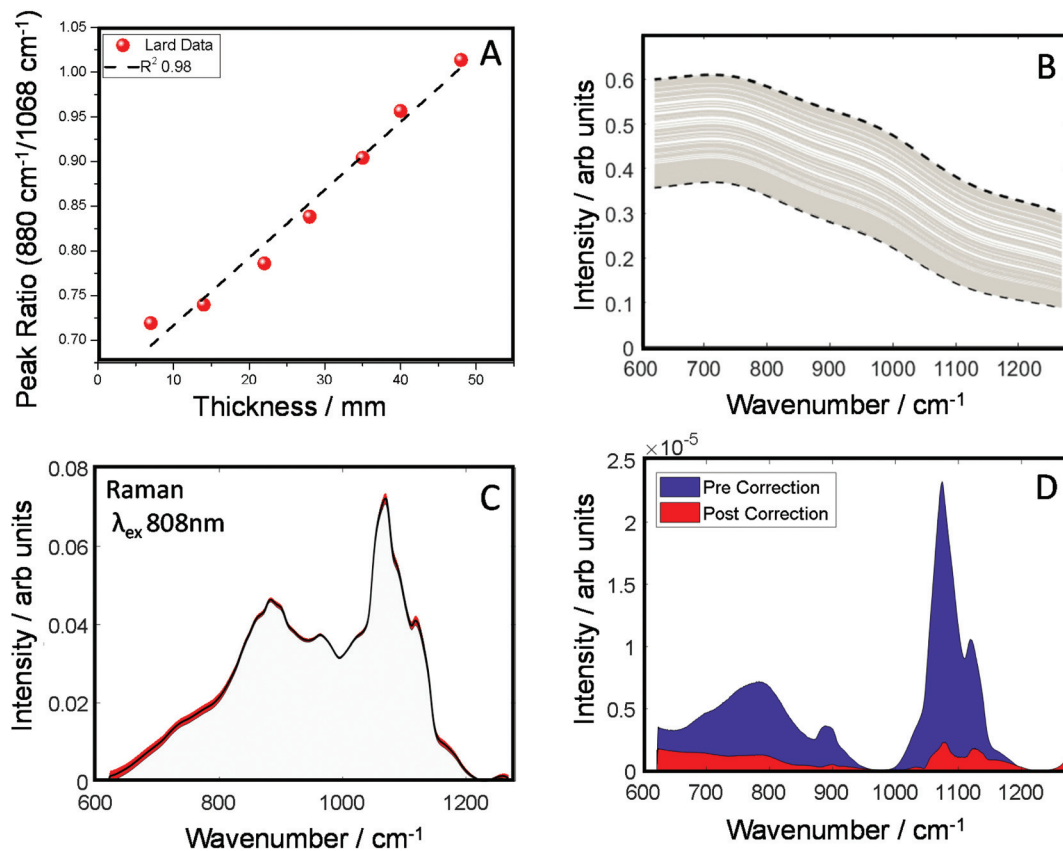 A
Lard Data
R² 0.98
Peak Ratio (880 cm⁻¹/1068 cm⁻¹)
1.05
1.00
0.95
0.90
0.85
0.80
0.75
0.70
0 10 20 30 40 50
Thickness / mm
B
Intensity / arb units
0.6
0.5
0.4
0.3
0.2
0.1
0
600 700 800 900 1000 1100 1200
Wavenumber / cm⁻¹
C
Raman
λex 808nm
Intensity / arb units
0.08
0.06
0.04
0.02
0
600 800 1000 1200
Wavenumber / cm⁻¹
D
×10⁻⁵
Pre Correction
Post Correction
Intensity / arb units
2.5
2
1.5
1
0.5
0
600 700 800 900 1000 1100 1200
Wavenumber / cm⁻¹